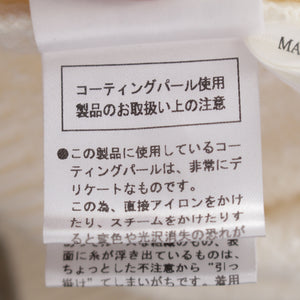 コーティングパール使用
製品のお取扱い上の注意
●この製品に使用しているコー
ティングパールは、非常にデ
リケートなものです。
この為、直接アイロンをかけ
たり、スチームをかけたりす
ると変色や光沢消失の恐れが
面に糸が浮き出ているものは、
ちょっとした不注意から“引っ
掛け”てしまいがちです。着用
MA